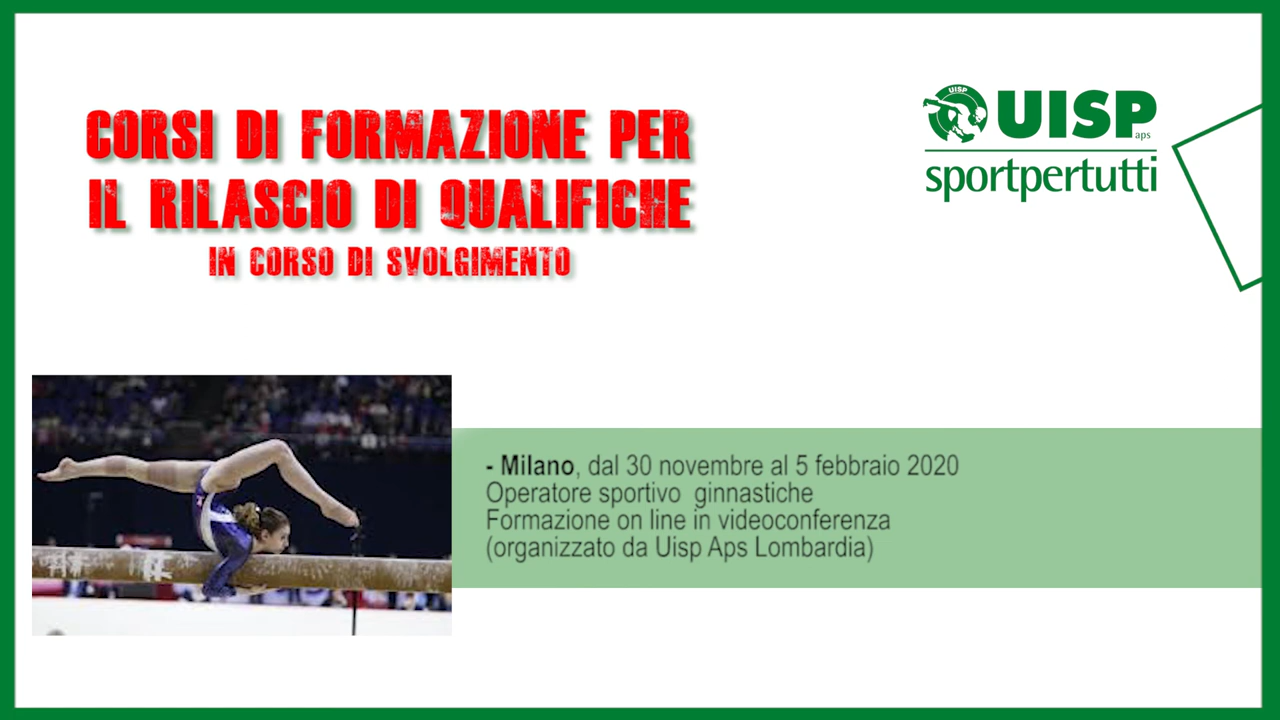 CORSI DI FORMAZIONE PER
IL RILASCIO DI QUALIFICHE
IN CORSO DI SVOLGIMENTO
UISP
UISP
aps
sportpertutti
- Milano, dal 30 novembre al 5 febbraio 2020
Operatore sportivo ginnastiche
Formazione on line in videoconferenza
(organizzato da Uisp Aps Lombardia)